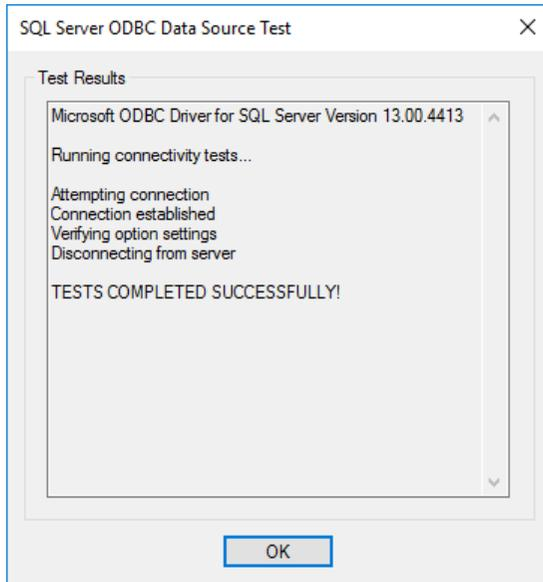 SQL Server ODBC Data Source Test
Test Results
Microsoft ODBC Driver for SQL Server Version 13.00.4413
Running connectivity tests...
Attempting connection
Connection established
Verifying option settings
Disconnecting from server
TESTS COMPLETED SUCCESSFULLY!
OK